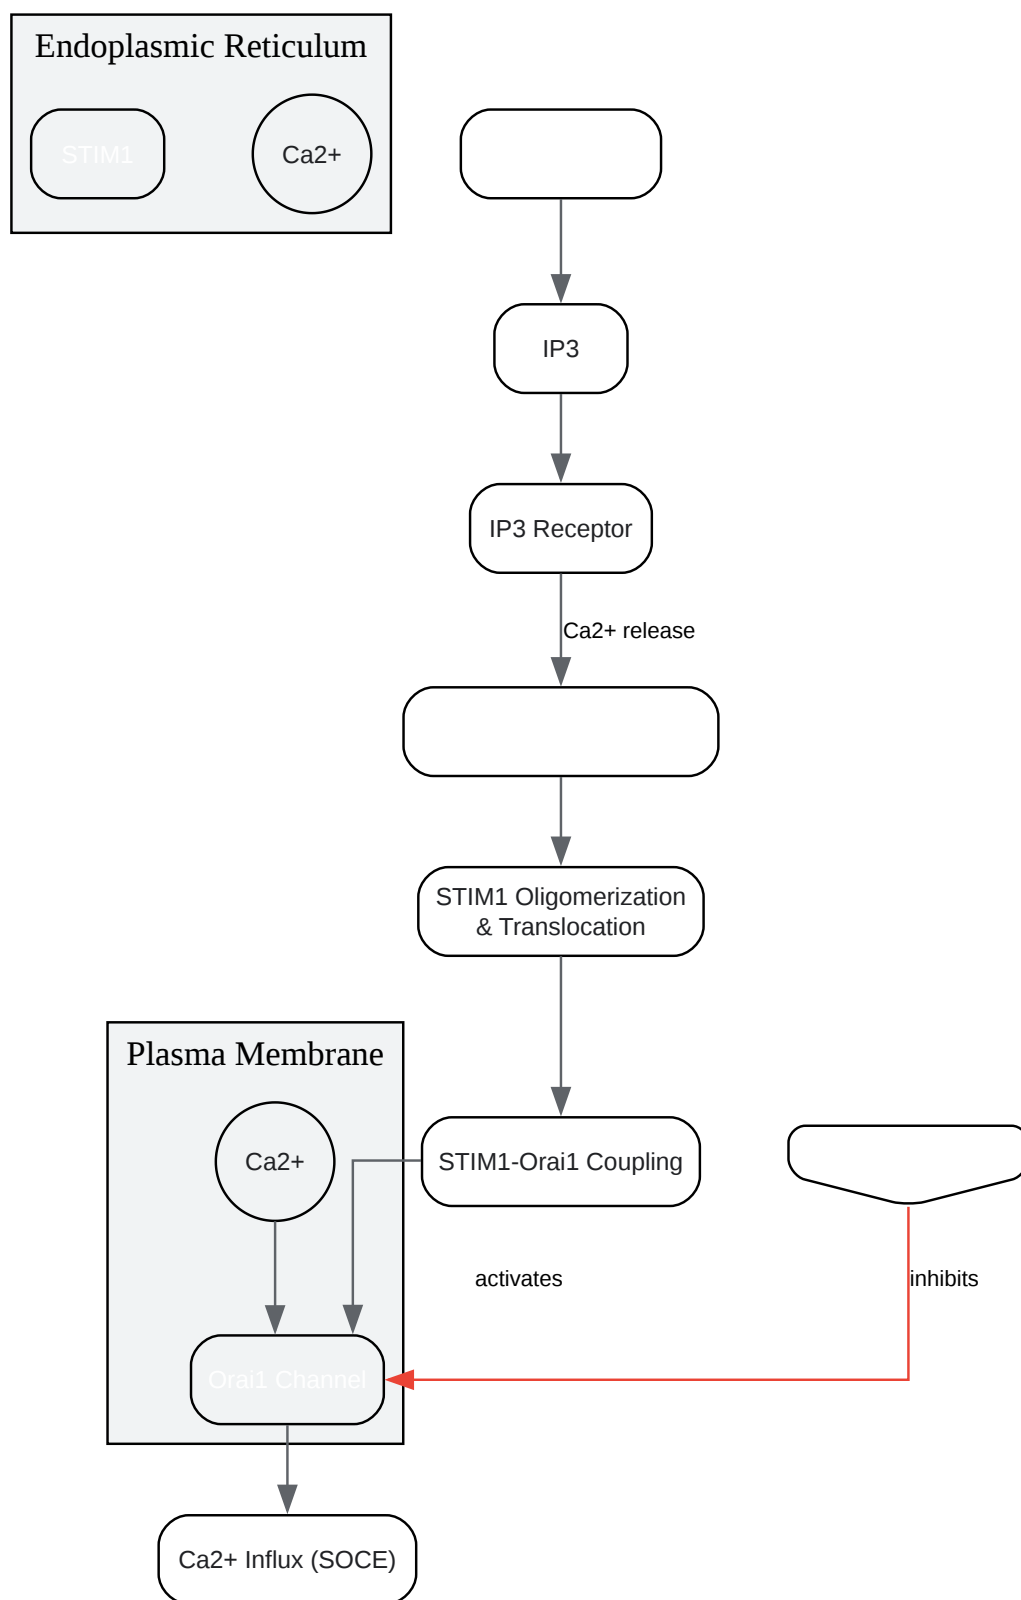 Endoplasmic Reticulum
STIM1
Ca2+
IP3
IP3 Receptor
Ca2+ release
STIM1 Oligomerization
& Translocation
Plasma Membrane
Ca2+
STIM1-Orai1 Coupling
activates
inhibits
Orai1 Channel
Ca2+ Influx (SOCE)